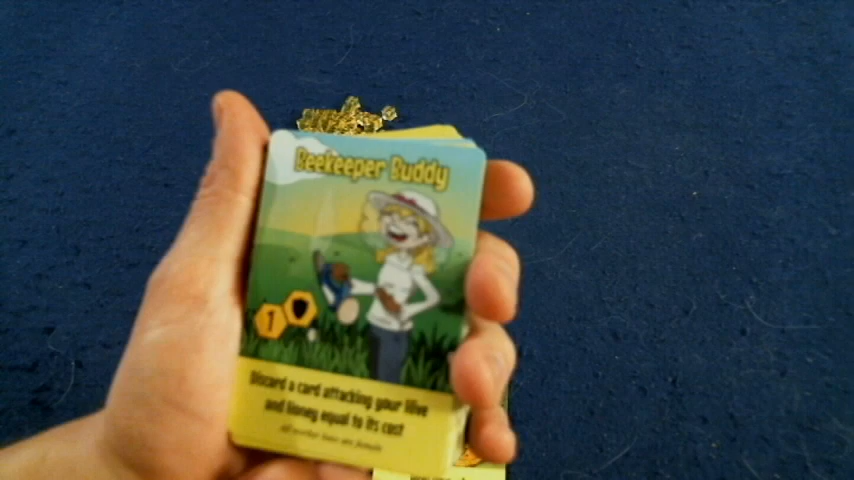 Beekeeper Buddy
1
Discard a card attacking your Hive
and Honey equal to its cost
All worker bees are female